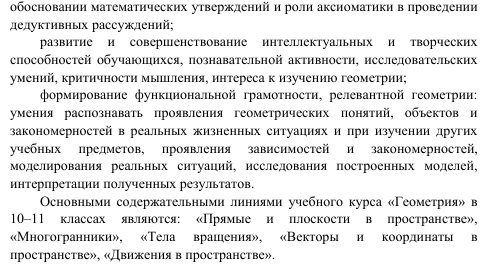 обосновании математических утверждений и роли аксиоматики в проведении
дедуктивных рассуждений;
развитие и совершенствование интеллектуальных и творческих
способностей обучающихся, познавательной активности, исследовательских
умений, критичности мышления, интереса к изучению геометрии;
формирование функциональной грамотности, релевантной геометрии:
умения распознавать проявления геометрических понятий, объектов и
закономерностей в реальных жизненных ситуациях и при изучении других
учебных предметов, проявления зависимостей и закономерностей,
моделирования реальных ситуаций, исследования построенных моделей,
интерпретации полученных результатов.
Основными содержательными линиями учебного курса «Геометрия» в
10–11 классах являются: «Прямые и плоскости в пространстве»,
«Многогранники», «Тела вращения», «Векторы и координаты в
пространстве», «Движения в пространстве».